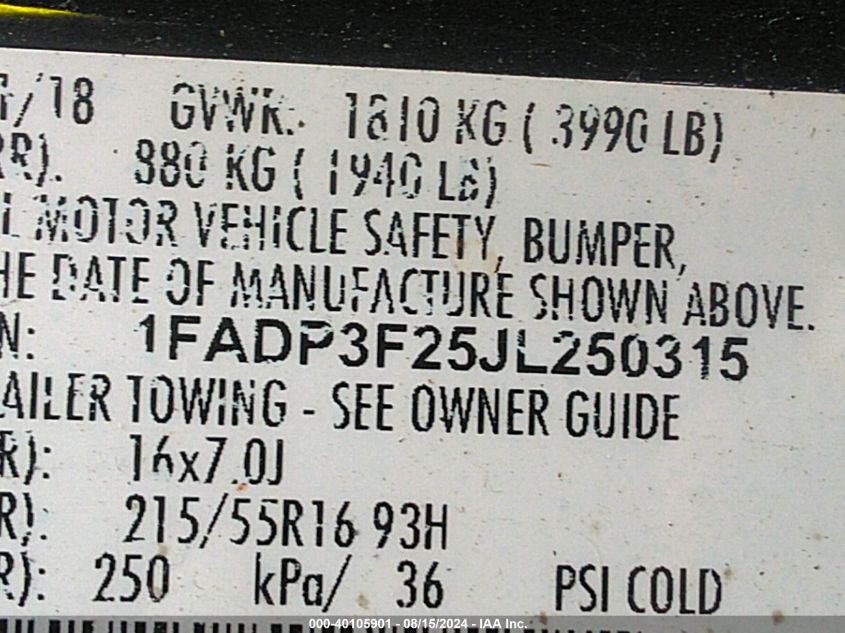 /18 GVWR: 1810 KG ( 3990 LB)
RR). 880 KG ( 1940 LB)
L MOTOR VEHICLE SAFETY, BUMPER,
HE DATE OF MANUFACTURE SHOWN ABOVE.
N: 1FADP3F25JL250315
AILER TOWING - SEE OWNER GUIDE
R): 16x7.0J
R). 215/55R16 93H
R): 250 kPa/ 36 PSI COLD
000-40105901 - 08/15/2024 - IAA Inc.